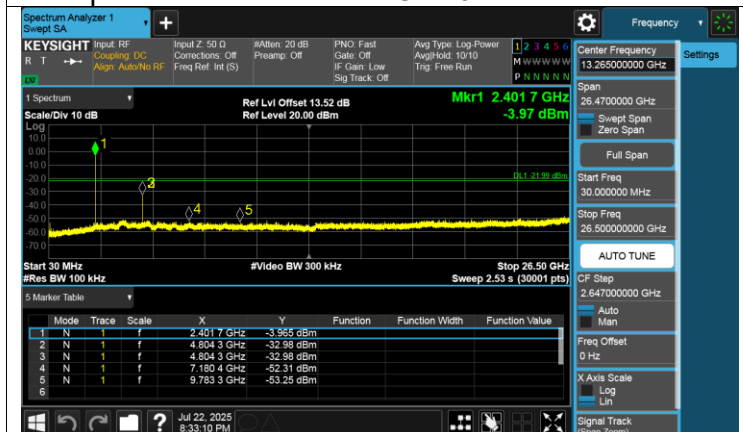 Spectrum Analyzer 1
Swept SA
Frequency
KEYSIGHT
R T
Input: RF
Coupling: DC
Align: Auto/No RF
Input Z: 50 Ω
Corrections: Off
Freq Ref: Int (S)
#Atten: 20 dB
Preamp: Off
PNO: Fast
Gate: Off
IF Gain: Low
Sig Track: Off
Avg Type: Log-Power
Avg|Hold: 10/10
Trig: Free Run
1 2 3 4 5 6
M W W W W W
P N N N N N
1 Spectrum
Scale/Div 10 dB
Ref Lvl Offset 13.52 dB
Ref Level 20.00 dBm
Mkr1 2.401 7 GHz
-3.97 dBm
Log
10.0
0.00
-10.0
-20.0
-30.0
-40.0
-50.0
-60.0
-70.0
1
3
4
5
DL1 -21.99 dBm
Start 30 MHz
#Res BW 100 kHz
#Video BW 300 kHz
Stop 26.50 GHz
Sweep 2.53 s (30001 pts)
5 Marker Table
Mode Trace Scale X Y Function Function Width Function Value
1 N 1 f 2.401 7 GHz -3.965 dBm
2 N 1 f 4.804 3 GHz -32.98 dBm
3 N 1 f 4.804 3 GHz -32.98 dBm
4 N 1 f 7.180 4 GHz -52.31 dBm
5 N 1 f 9.783 3 GHz -53.25 dBm
6
Jul 22, 2025
8:33:10 PM
Center Frequency
13.265000000 GHz
Span
26.4700000 GHz
Swept Span
Zero Span
Full Span
Start Freq
30.000000 MHz
Stop Freq
26.500000000 GHz
AUTO TUNE
CF Step
2.647000000 GHz
Auto
Man
Freq Offset
0 Hz
X Axis Scale
Log
Lin
Signal Track
(Span Zoom)
Settings